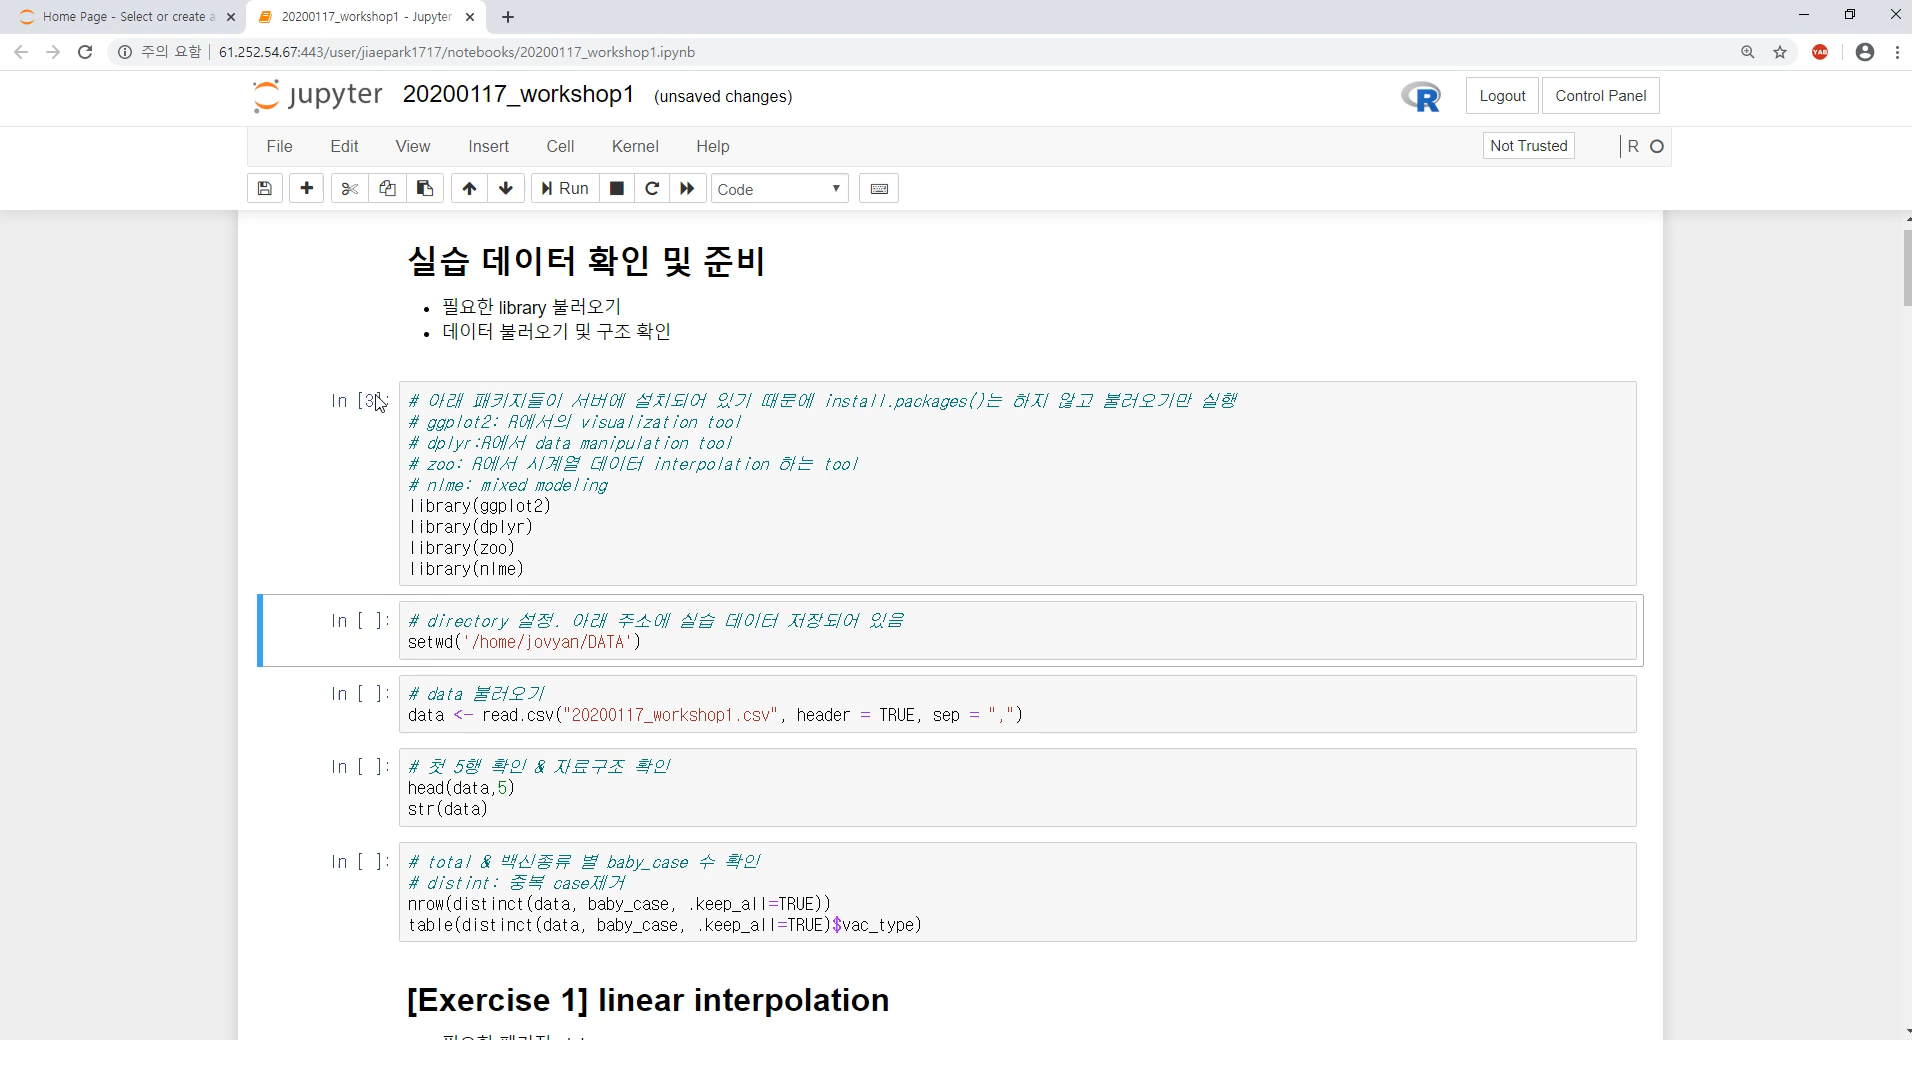 Home Page - Select or create a
20200117_workshop1 - Jupyter
주의 요함
61.252.54.67:443/user/jiaepark1717/notebooks/20200117_workshop1.ipynb
YAB
jupyter 20200117_workshop1 (unsaved changes)
R
Logout
Control Panel
File Edit View Insert Cell Kernel Help
Not Trusted
R
Run
Code
실습 데이터 확인 및 준비
• 필요한 library 불러오기
• 데이터 불러오기 및 구조 확인
In [3]:
# 아래 패키지들이 서버에 설치되어 있기 때문에 install.packages()는 하지 않고 불러오기만 실행
# ggplot2: R에서의 visualization tool
# dplyr:R에서 data manipulation tool
# zoo: R에서 시계열 데이터 interpolation 하는 tool
# nlme: mixed modeling
library(ggplot2)
library(dplyr)
library(zoo)
library(nlme)
In [ ]:
# directory 설정. 아래 주소에 실습 데이터 저장되어 있음
setwd('/home/jovyan/DATA')
In [ ]:
# data 불러오기
data <- read.csv("20200117_workshop1.csv", header = TRUE, sep = ",")
In [ ]:
# 첫 5행 확인 & 자료구조 확인
head(data,5)
str(data)
In [ ]:
# total & 백신종류 별 baby_case 수 확인
# distint: 중복 case제거
nrow(distinct(data, baby_case, .keep_all=TRUE))
table(distinct(data, baby_case, .keep_all=TRUE)$vac_type)
[Exercise 1] linear interpolation